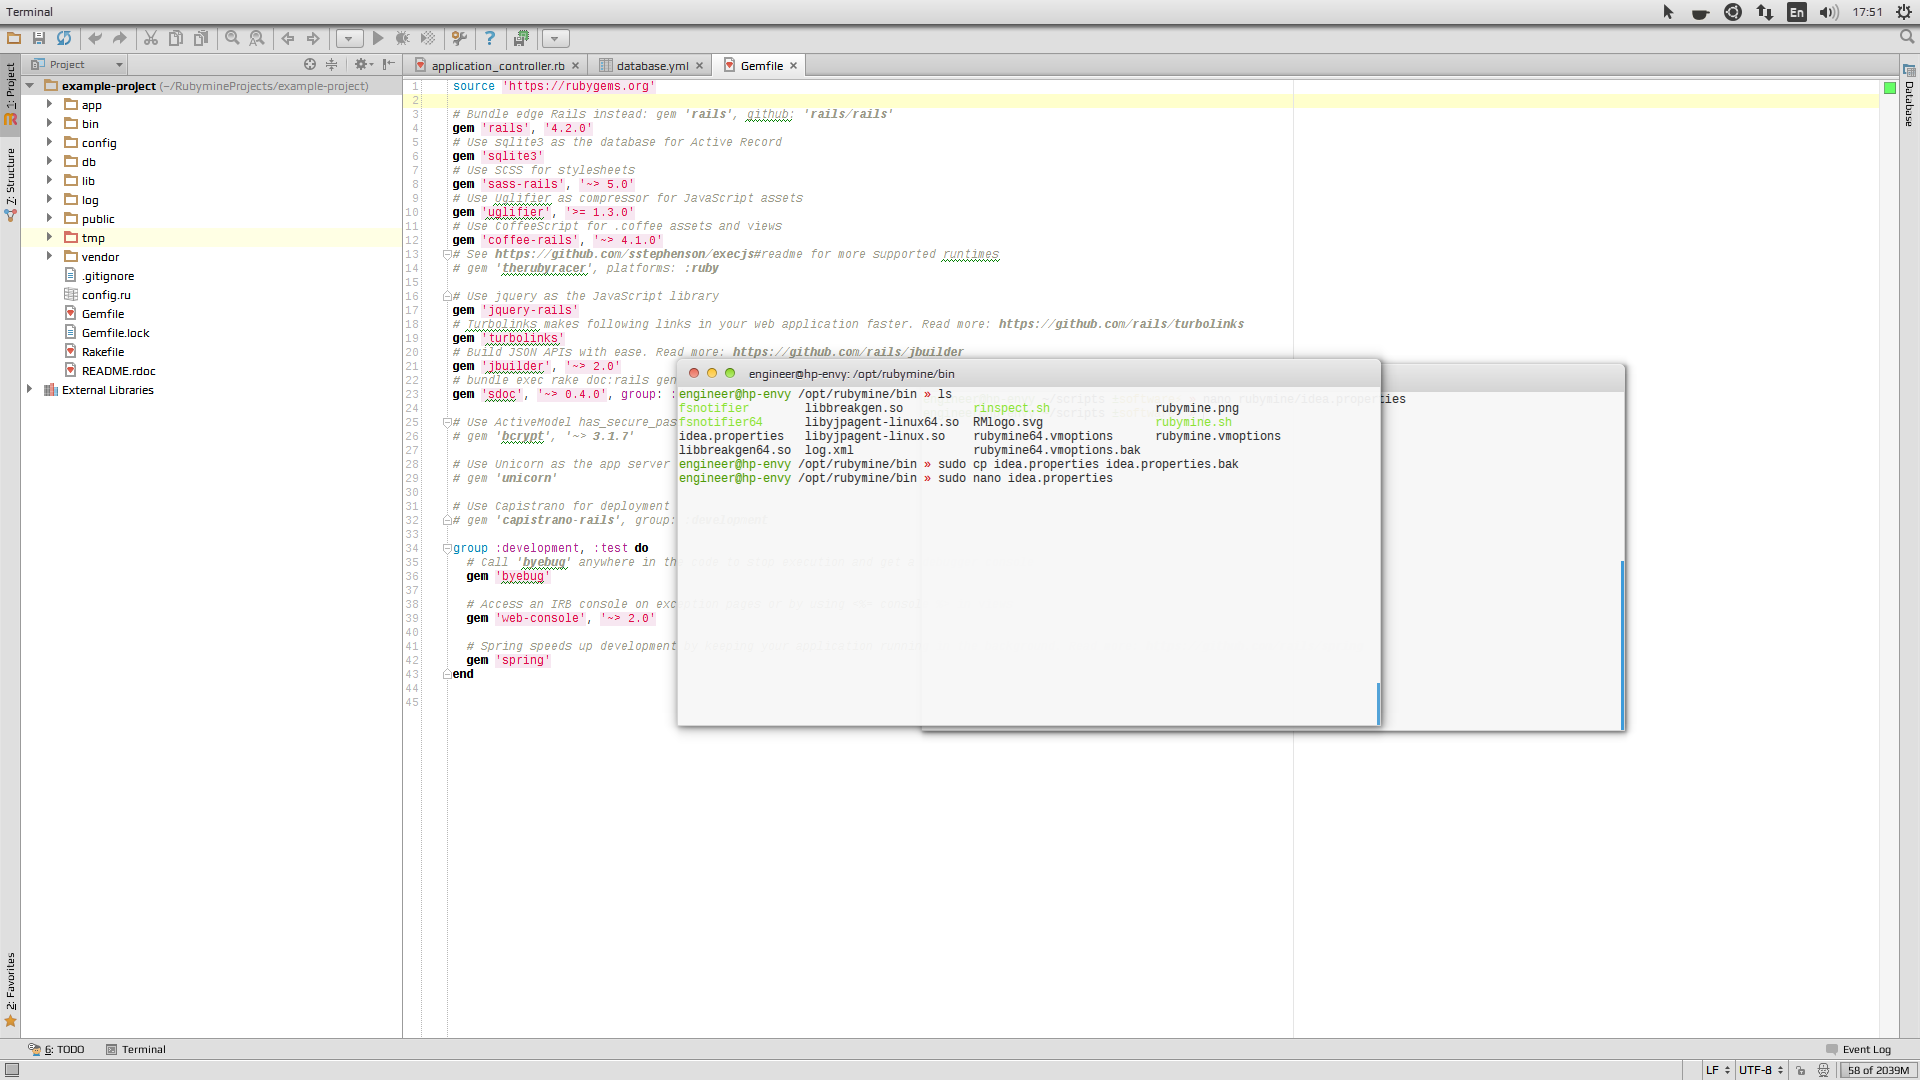 Terminal
En
17:51
Project
application_controller.rb
database.yml
Gemfile
1: Project
7: Structure
2: Favorites
Database
example-project (~/RubymineProjects/example-project)
app
bin
config
db
lib
log
public
tmp
vendor
.gitignore
config.ru
Gemfile
Gemfile.lock
Rakefile
README.rdoc
External Libraries
1 source 'https://rubygems.org'
2
3 # Bundle edge Rails instead: gem 'rails', github: 'rails/rails'
4 gem 'rails', '4.2.0'
5 # Use sqlite3 as the database for Active Record
6 gem 'sqlite3'
7 # Use SCSS for stylesheets
8 gem 'sass-rails', '~> 5.0'
9 # Use Uglifier as compressor for JavaScript assets
10 gem 'uglifier', '>= 1.3.0'
11 # Use CoffeeScript for .coffee assets and views
12 gem 'coffee-rails', '~> 4.1.0'
13 # See https://github.com/sstephenson/execjs#readme for more supported runtimes
14 # gem 'therubyracer', platforms: :ruby
15
16 # Use jquery as the JavaScript library
17 gem 'jquery-rails'
18 # Turbolinks makes following links in your web application faster. Read more: https://github.com/rails/turbolinks
19 gem 'turbolinks'
20 # Build JSON APIs with ease. Read more: https://github.com/rails/jbuilder
21 gem 'jbuilder', '~> 2.0'
22 # bundle exec rake doc:rails gen
23 gem 'sdoc', '~> 0.4.0', group: :
24
25 # Use ActiveModel has_secure_pas
26 # gem 'bcrypt', '~> 3.1.7'
27
28 # Use Unicorn as the app server
29 # gem 'unicorn'
30
31 # Use Capistrano for deployment
32 # gem 'capistrano-rails', group:
33
34 group :development, :test do
35 # Call 'byebug' anywhere in th
36 gem 'byebug'
37
38 # Access an IRB console on exc
39 gem 'web-console', '~> 2.0'
40
41 # Spring speeds up development
42 gem 'spring'
43 end
44
45
engineer@hp-envy: /opt/rubymine/bin
engineer@hp-envy /opt/rubymine/bin » ls
fsnotifier libbreakgen.so rinspect.sh rubymine.png
fsnotifier64 libyjpagent-linux64.so RMlogo.svg rubymine.sh
idea.properties libyjpagent-linux.so rubymine64.vmoptions rubymine.vmoptions
libbreakgen64.so log.xml rubymine64.vmoptions.bak
engineer@hp-envy /opt/rubymine/bin » sudo cp idea.properties idea.properties.bak
engineer@hp-envy /opt/rubymine/bin » sudo nano idea.properties
nano rubymine/idea.properties
6: TODO
Terminal
Event Log
LF
UTF-8
58 of 2039M